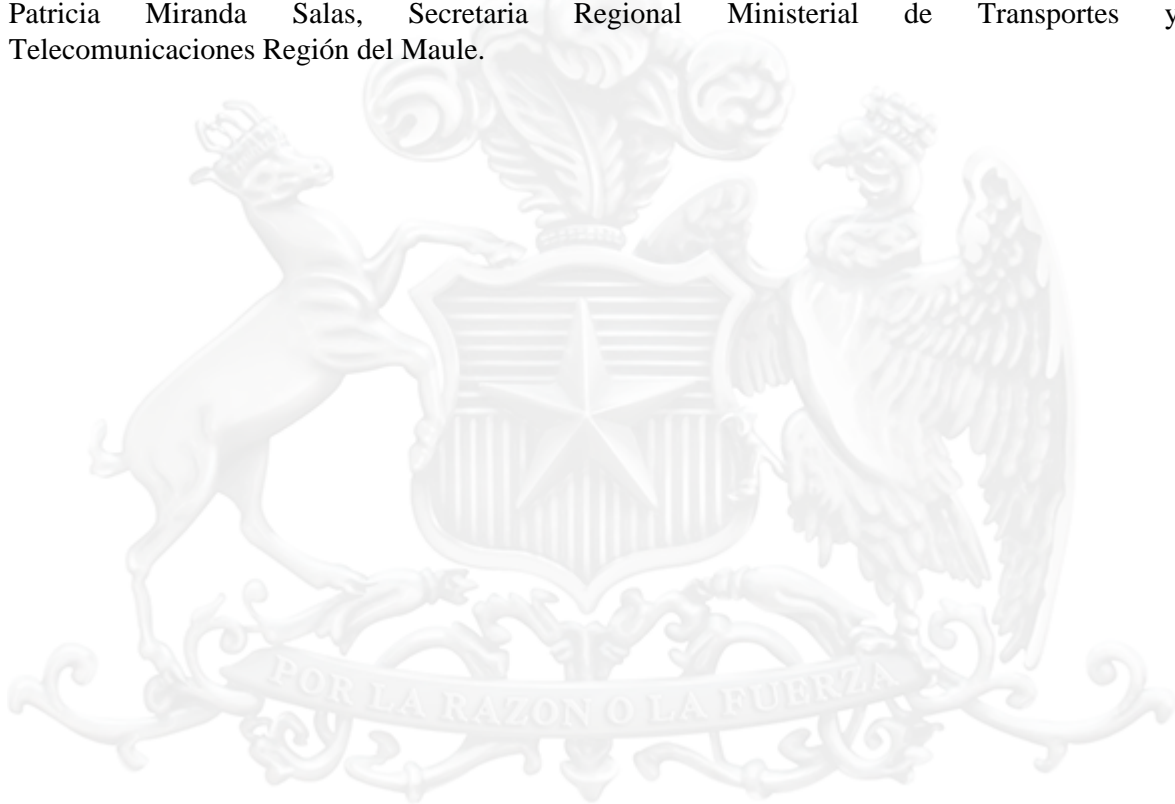 Patricia Miranda Salas, Secretaria Regional Ministerial de Transportes y
Telecomunicaciones Región del Maule.
POR LA RAZON O LA FUERZA